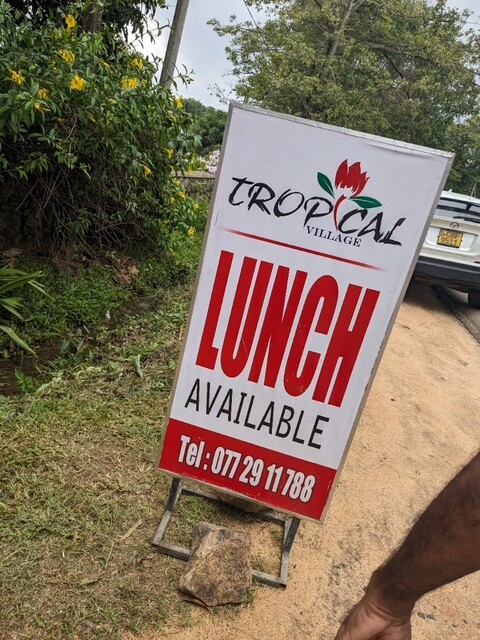 TROPICAL
VILLAGE
LUNCH
AVAILABLE
Tel : 077 29 11 788